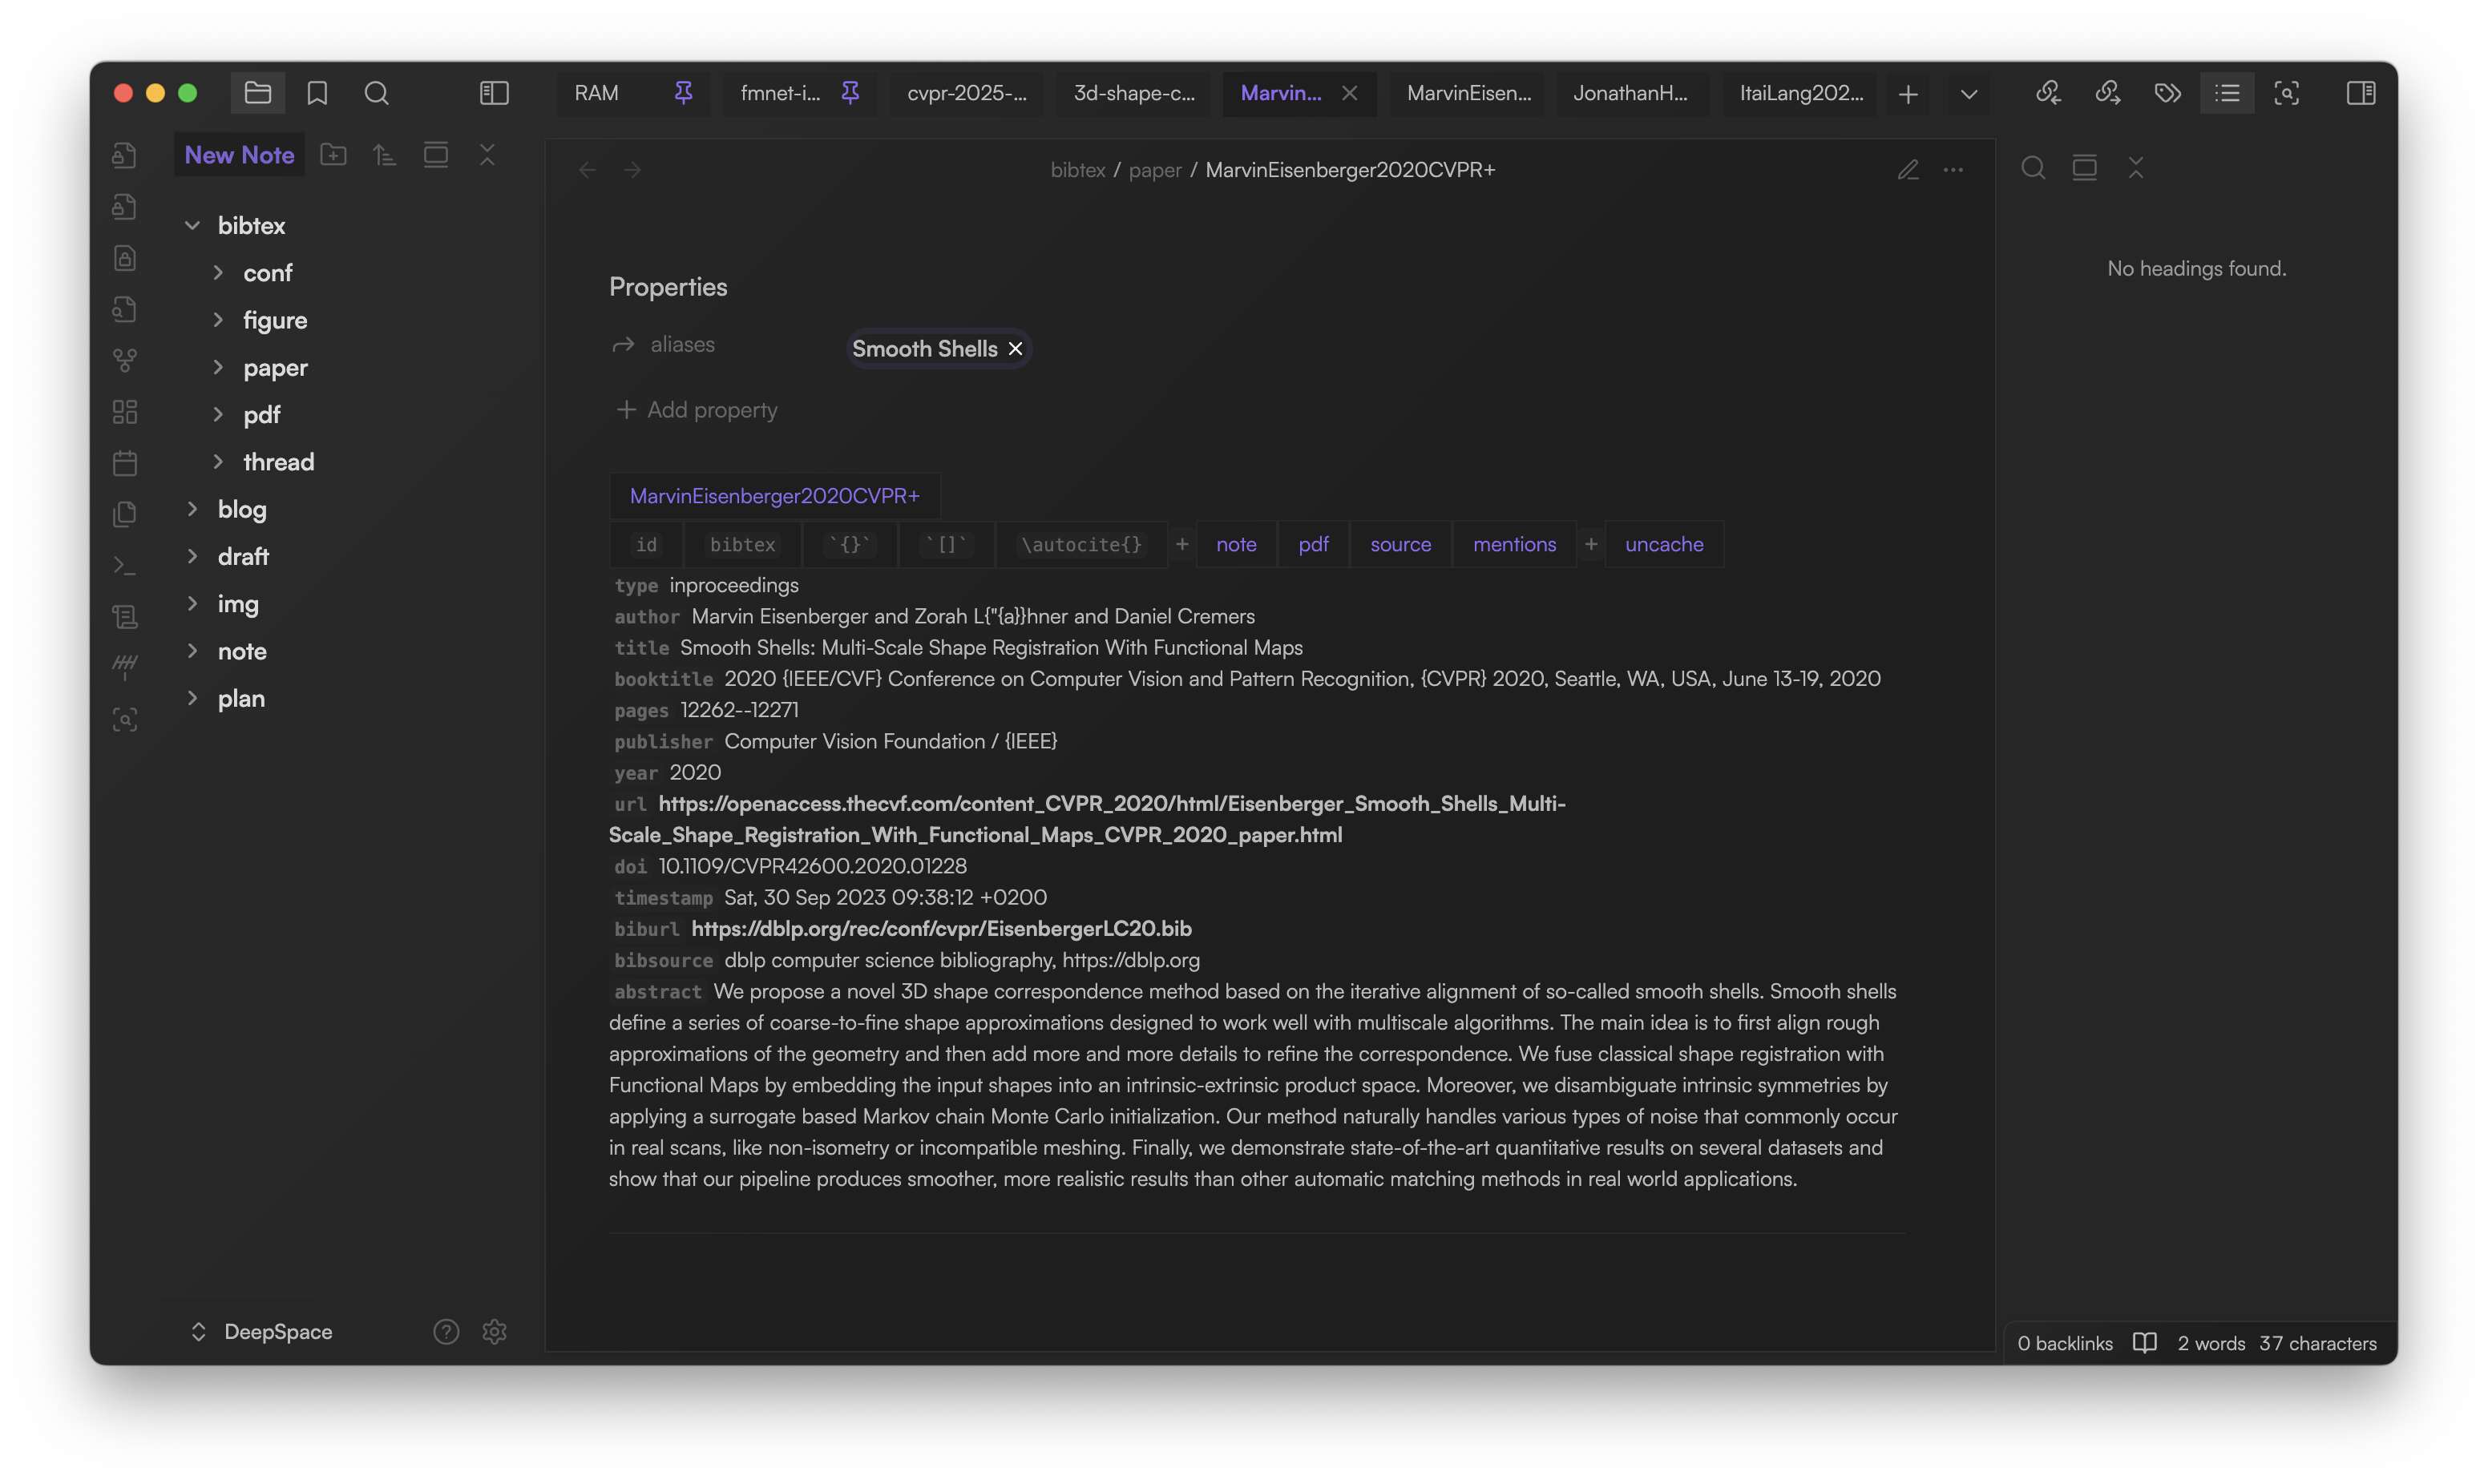 RAM
fmnet-i...
cvpr-2025-...
3d-shape-c...
Marvin...
MarvinEisen...
JonathanH...
ItaiLang202...
New Note
bibtex
conf
figure
paper
pdf
thread
blog
draft
img
note
plan
DeepSpace
bibtex / paper / MarvinEisenberger2020CVPR+
Properties
aliases Smooth Shells
Add property
MarvinEisenberger2020CVPR+
id bibtex `{}` `[]` \autocite{} + note pdf source mentions + uncache
type inproceedings
author Marvin Eisenberger and Zorah L{"{a}}hner and Daniel Cremers
title Smooth Shells: Multi-Scale Shape Registration With Functional Maps
booktitle 2020 {IEEE/CVF} Conference on Computer Vision and Pattern Recognition, {CVPR} 2020, Seattle, WA, USA, June 13-19, 2020
pages 12262--12271
publisher Computer Vision Foundation / {IEEE}
year 2020
url https://openaccess.thecvf.com/content_CVPR_2020/html/Eisenberger_Smooth_Shells_Multi-
Scale_Shape_Registration_With_Functional_Maps_CVPR_2020_paper.html
doi 10.1109/CVPR42600.2020.01228
timestamp Sat, 30 Sep 2023 09:38:12 +0200
biburl https://dblp.org/rec/conf/cvpr/EisenbergerLC20.bib
bibsource dblp computer science bibliography, https://dblp.org
abstract We propose a novel 3D shape correspondence method based on the iterative alignment of so-called smooth shells. Smooth shells
define a series of coarse-to-fine shape approximations designed to work well with multiscale algorithms. The main idea is to first align rough
approximations of the geometry and then add more and more details to refine the correspondence. We fuse classical shape registration with
Functional Maps by embedding the input shapes into an intrinsic-extrinsic product space. Moreover, we disambiguate intrinsic symmetries by
applying a surrogate based Markov chain Monte Carlo initialization. Our method naturally handles various types of noise that commonly occur
in real scans, like non-isometry or incompatible meshing. Finally, we demonstrate state-of-the-art quantitative results on several datasets and
show that our pipeline produces smoother, more realistic results than other automatic matching methods in real world applications.
No headings found.
0 backlinks 2 words 37 characters